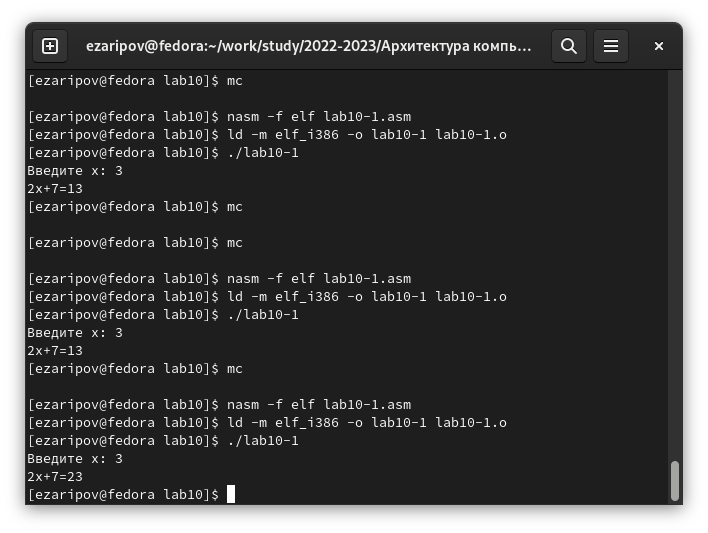 ezaripov@fedora:~/work/study/2022-2023/Архитектура компь...
[ezaripov@fedora lab10]$ mc
[ezaripov@fedora lab10]$ nasm -f elf lab10-1.asm
[ezaripov@fedora lab10]$ ld -m elf_i386 -o lab10-1 lab10-1.o
[ezaripov@fedora lab10]$ ./lab10-1
Введите x: 3
2x+7=13
[ezaripov@fedora lab10]$ mc
[ezaripov@fedora lab10]$ mc
[ezaripov@fedora lab10]$ nasm -f elf lab10-1.asm
[ezaripov@fedora lab10]$ ld -m elf_i386 -o lab10-1 lab10-1.o
[ezaripov@fedora lab10]$ ./lab10-1
Введите x: 3
2x+7=13
[ezaripov@fedora lab10]$ mc
[ezaripov@fedora lab10]$ nasm -f elf lab10-1.asm
[ezaripov@fedora lab10]$ ld -m elf_i386 -o lab10-1 lab10-1.o
[ezaripov@fedora lab10]$ ./lab10-1
Введите x: 3
2x+7=23
[ezaripov@fedora lab10]$